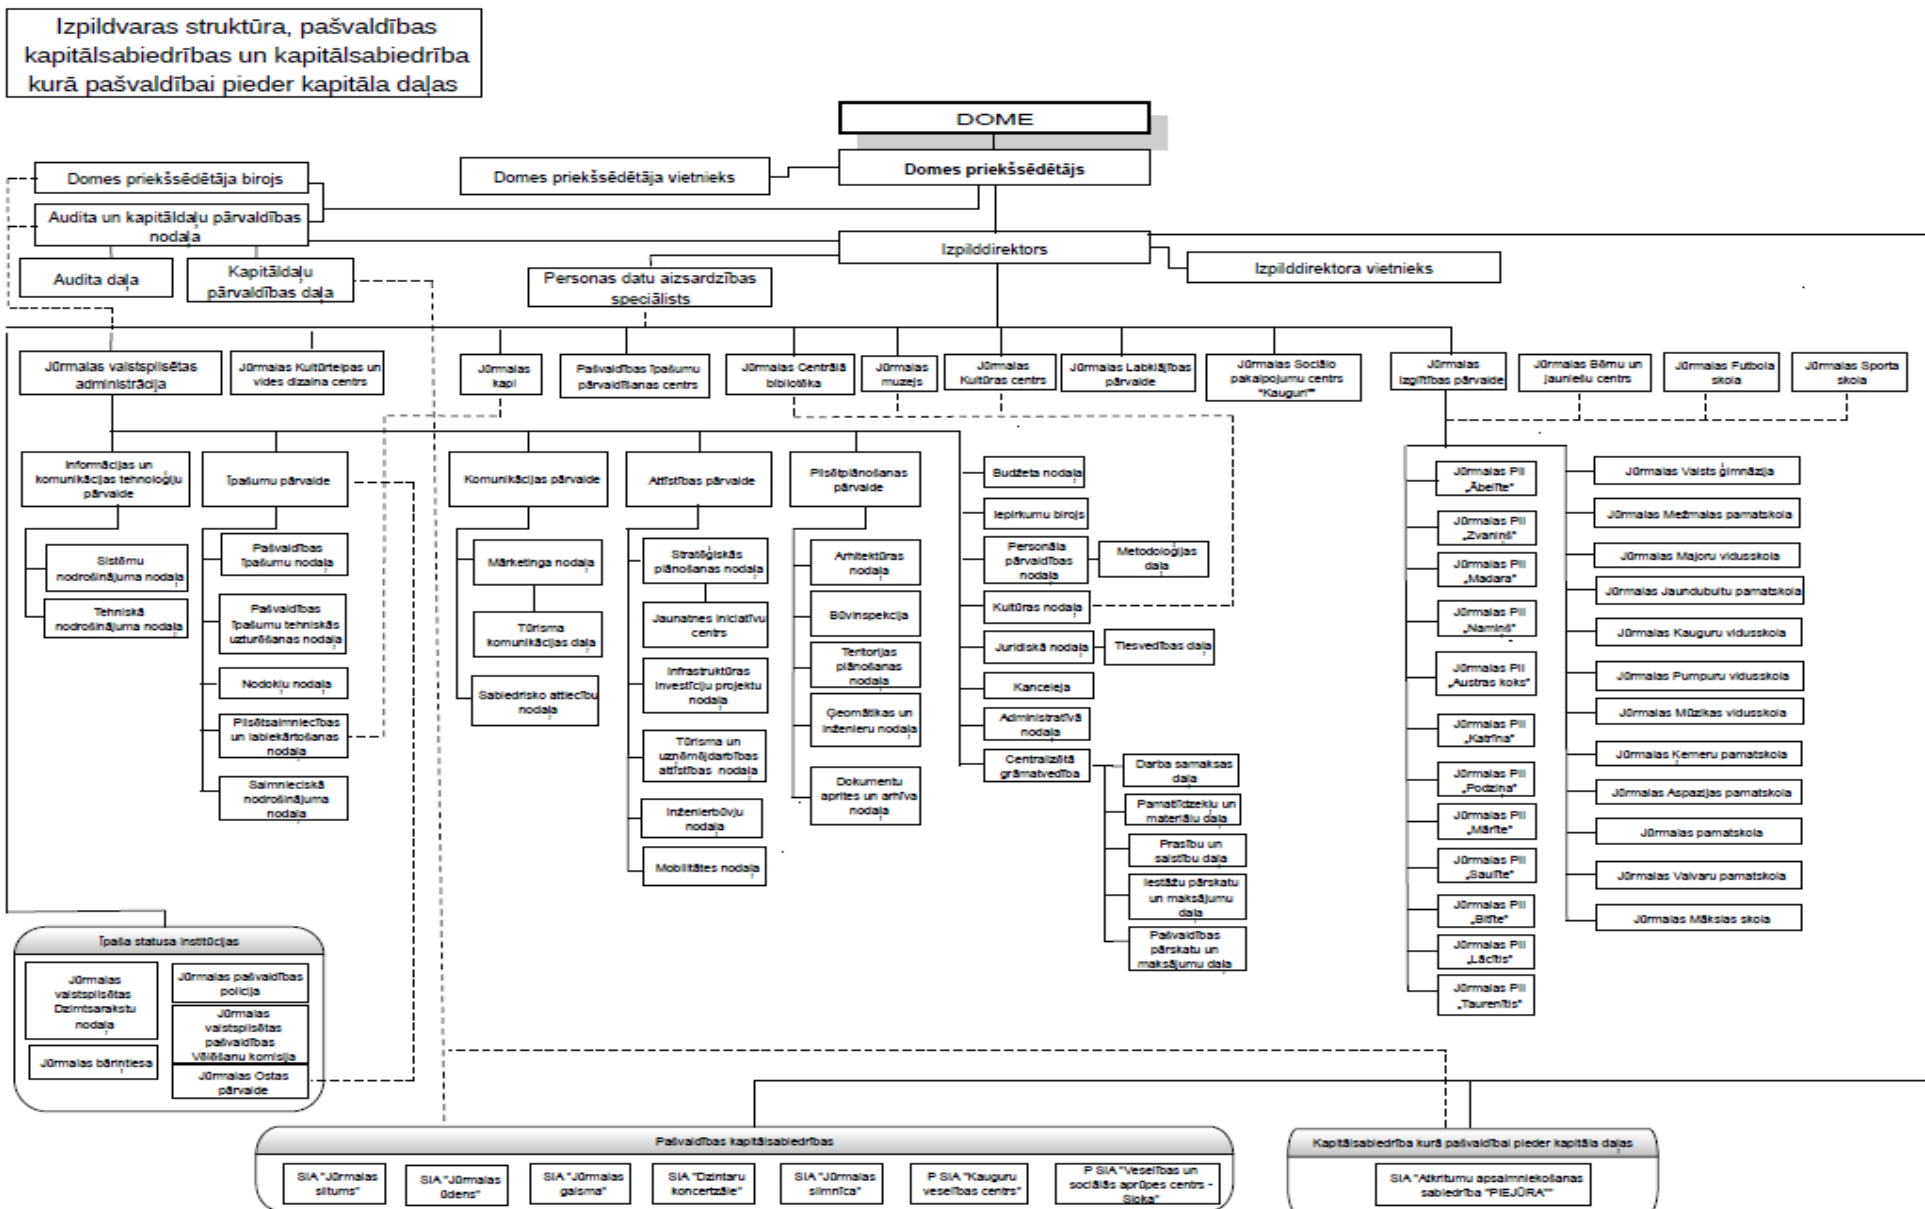 Izpildvaras struktūra, pašvaldības
kapitālsabiedrības un kapitālsabiedrība
kurā pašvaldībai pieder kapitāla daļas
DOME
Domes priekšsēdētājs
Domes priekšsēdētāja vietnieks
Domes priekšsēdētāja birojs
Audita un kapitāldaļu pārvaldības
nodaļa
Audita daļa
Kapitāldaļu
pārvaldības daļa
Izpilddirektors
Izpilddirektora vietnieks
Personas datu aizsardzības
speciālists
Jūrmalas valstspilsētas
administrācija
Jūrmalas Kultūrtelpas un
vides dizaina centrs
Jūrmalas
kapi
Pašvaldības īpašumu
pārvaldīšanas centrs
Jūrmalas Centrālā
bibliotēka
Jūrmalas
muzejs
Jūrmalas
Kultūras centrs
Jūrmalas Labklājības
pārvalde
Jūrmalas Sociālo
pakalpojumu centrs
"Kauguri""
Jūrmalas
Izglītības pārvalde
Jūrmalas Bērnu un
jauniešu centrs
Jūrmalas Futbola
skola
Jūrmalas Sporta
skola
Informācijas un
komunikācijas tehnoloģiju
pārvalde
Sistēmu
nodrošinājuma nodaļa
Tehniskā
nodrošinājuma nodaļa
Īpašumu pārvalde
Pašvaldības
īpašumu nodaļa
Pašvaldības
īpašumu tehniskās
uzturēšanas nodaļa
Nodokļu nodaļa
Pilsētsaimniecības
un labiekārtošanas
nodaļa
Saimnieciskā
nodrošinājuma
nodaļa
Komunikācijas pārvalde
Mārketinga nodaļa
Tūrisma
komunikācijas daļa
Sabiedrisko attiecību
nodaļa
Attīstības pārvalde
Stratēģiskās
plānošanas nodaļa
Jaunatnes iniciatīvu
centrs
Infrastruktūras
investīciju projektu
nodaļa
Tūrisma un
uzņēmējdarbības
attīstības nodaļa
Inženierbūvju
nodaļa
Mobilitātes nodaļa
Pilsētplānošanas
pārvalde
Arhitektūras
nodaļa
Būvinspekcija
Teritorijas
plānošanas
nodaļa
Ģeomātikas un
inženieru nodaļa
Dokumentu
aprites un arhīva
nodaļa
Budžeta nodaļa
Iepirkumu birojs
Personāla
pārvaldības
nodaļa
Metodoloģijas
daļa
Kultūras nodaļa
Juridiskā nodaļa
Tiesvedības daļa
Kanceleja
Administratīvā
nodaļa
Centralizētā
grāmatvedība
Darba samaksas
daļa
Pamatlīdzekļu un
materiālu daļa
Prasību un
saistību daļa
Iestāžu pārskatu
un maksājumu
daļa
Pašvaldības
pārskatu un
maksājumu daļa
Jūrmalas PII
„Ābelīte"
Jūrmalas PII
„Zvaniņš"
Jūrmalas PII
„Madara"
Jūrmalas PII
„Namiņš"
Jūrmalas PII
„Austras koks"
Jūrmalas PII
„Katrīna"
Jūrmalas PII
„Podziņa"
Jūrmalas PII
„Mārīte"
Jūrmalas PII
„Saulīte"
Jūrmalas PII
„Bitīte"
Jūrmalas PII
„Lācītis"
Jūrmalas PII
„Taurenītis"
Jūrmalas Valsts ģimnāzija
Jūrmalas Mežmalas pamatskola
Jūrmalas Majoru vidusskola
Jūrmalas Jaundubultu pamatskola
Jūrmalas Kauguru vidusskola
Jūrmalas Pumpuru vidusskola
Jūrmalas Mūzikas vidusskola
Jūrmalas Ķemeru pamatskola
Jūrmalas Aspazijas pamatskola
Jūrmalas pamatskola
Jūrmalas Vaivaru pamatskola
Jūrmalas Mākslas skola
Īpaša statusa institūcijas
Jūrmalas
valstspilsētas
Dzimtsarakstu
nodaļa
Jūrmalas bāriņtiesa
Jūrmalas pašvaldības
policija
Jūrmalas
valstspilsētas
pašvaldības
Vēlēšanu komisija
Jūrmalas Ostas
pārvalde
Pašvaldības kapitālsabiedrības
SIA "Jūrmalas
siltums"
SIA "Jūrmalas
ūdens"
SIA "Jūrmalas
gaisma"
SIA "Dzintaru
koncertzāle"
SIA "Jūrmalas
slimnīca"
P SIA "Kauguru
veselības centrs"
P SIA "Veselības un
sociālās aprūpes centrs -
Sloka"
Kapitālsabiedrība kurā pašvaldībai pieder kapitāla daļas
SIA "Atkritumu apsaimniekošanas
sabiedrība "PIEJŪRA""